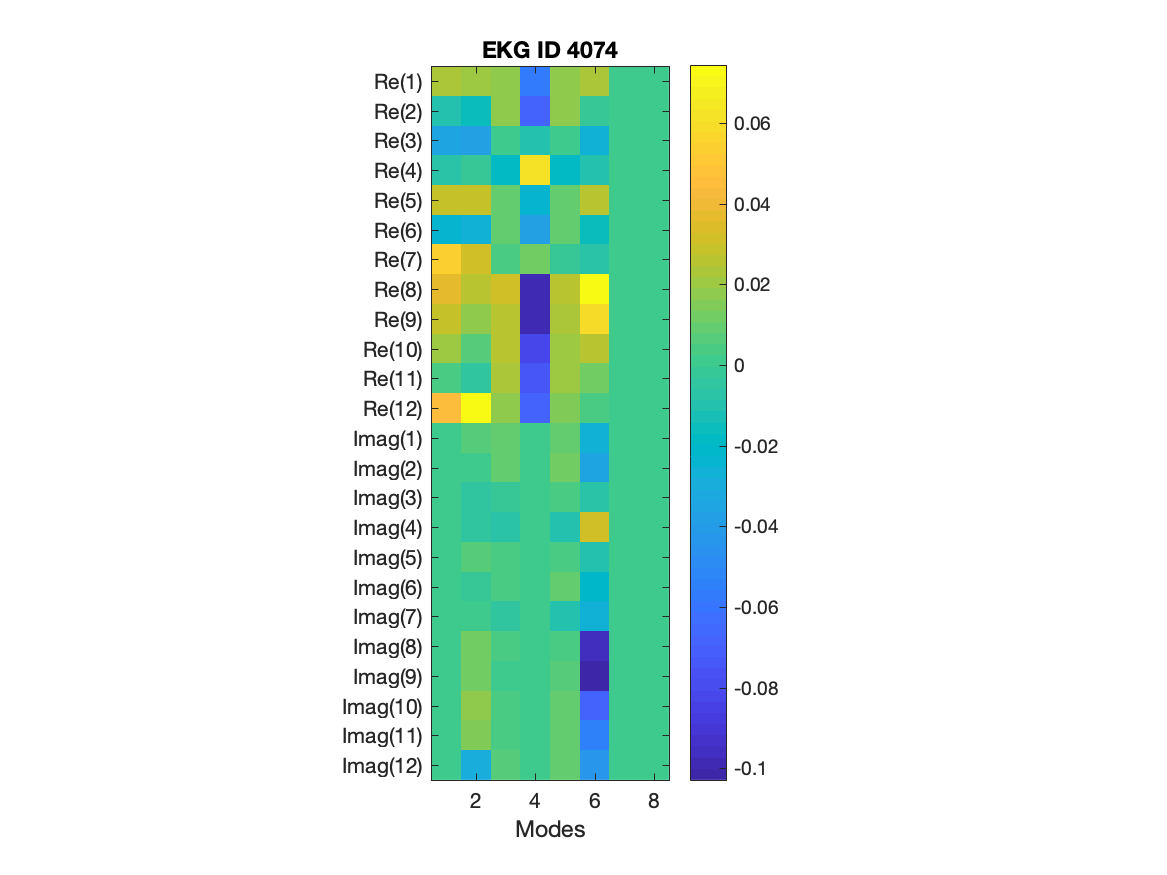 EKG ID 4074
Re(1)
Re(2)
Re(3)
Re(4)
Re(5)
Re(6)
Re(7)
Re(8)
Re(9)
Re(10)
Re(11)
Re(12)
Imag(1)
Imag(2)
Imag(3)
Imag(4)
Imag(5)
Imag(6)
Imag(7)
Imag(8)
Imag(9)
Imag(10)
Imag(11)
Imag(12)
2 4 6 8
Modes
0.06
0.04
0.02
0
-0.02
-0.04
-0.06
-0.08
-0.1